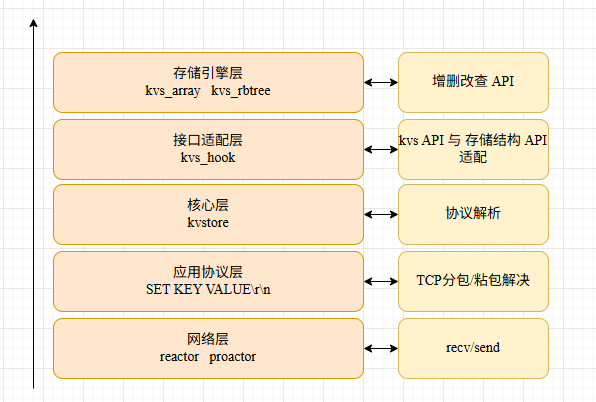 存储引擎层
kvs_array kvs_rbtree
增删改查 API
接口适配层
kvs_hook
kvs API 与 存储结构 API
适配
核心层
kvstore
协议解析
应用协议层
SET KEY VALUE\r\n
TCP分包/粘包解决
网络层
reactor proactor
recv/send